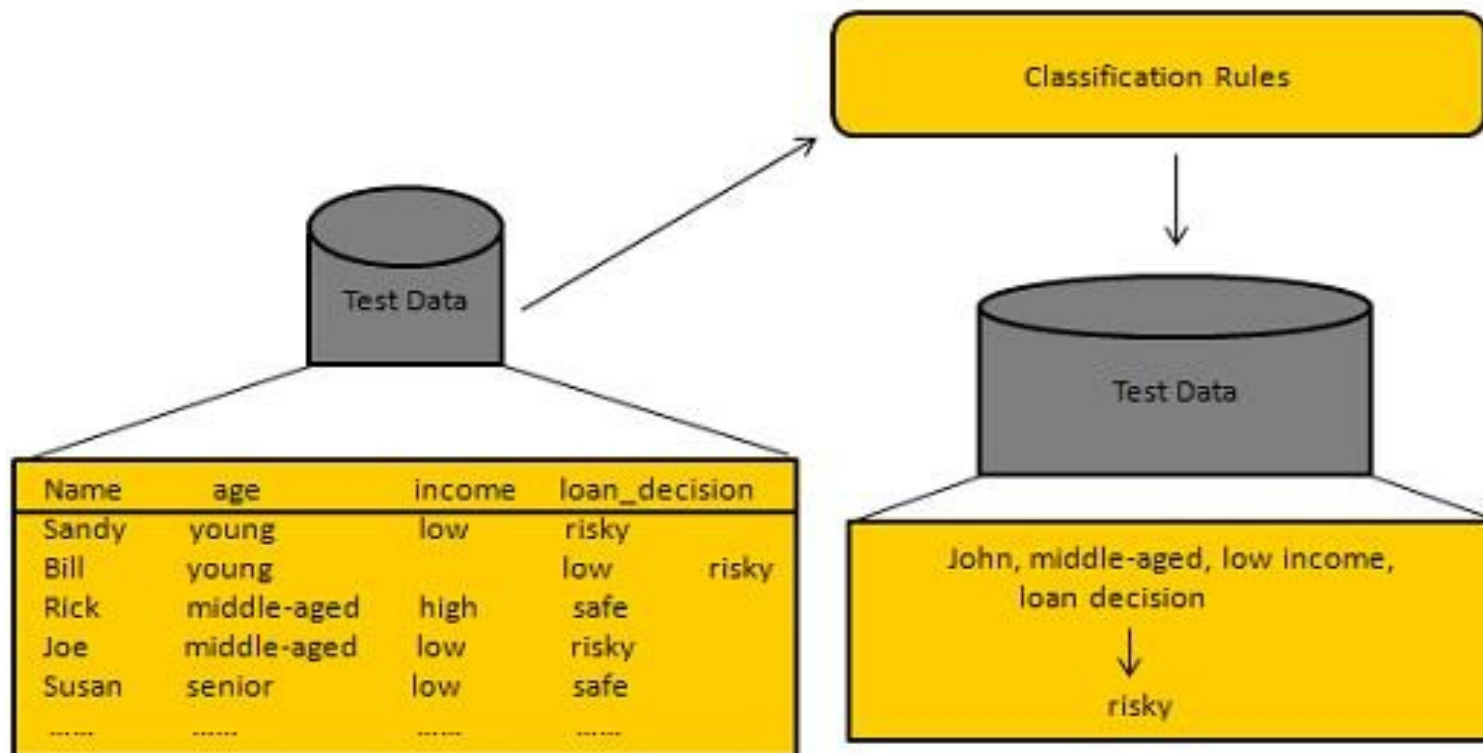 Classification Rules
Test Data
Name age income loan_decision
Sandy young low risky
Bill young low risky
Rick middle-aged high safe
Joe middle-aged low risky
Susan senior low safe
...... ...... ...... ......
Test Data
John, middle-aged, low income,
loan decision
risky